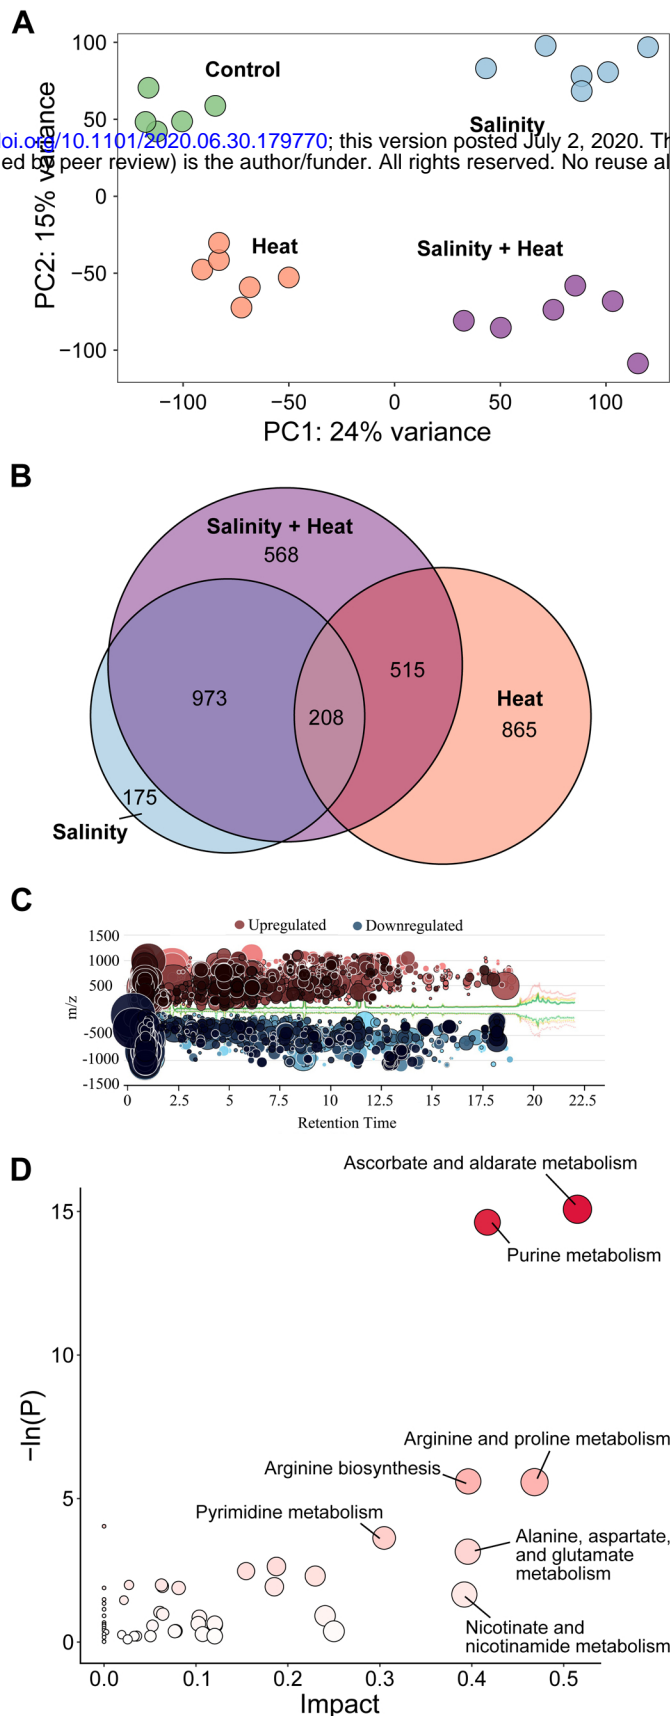 A
100
50
0
−50
−100
PC2: 15% variance
Control
Salinity
doi.org/10.1101/2020.06.30.179770; this version posted July 2, 2020. Th
ed by peer review) is the author/funder. All rights reserved. No reuse al
Heat
Salinity + Heat
−100 −50 0 50 100
PC1: 24% variance
B
Salinity + Heat
568
515
973
208
Heat
865
175
Salinity
C
Upregulated Downregulated
1500
1000
500
-500
-1000
-1500
m/z
0 2.5 5 7.5 10 12.5 15 17.5 20 22.5
Retention Time
D
Ascorbate and aldarate metabolism
15
Purine metabolism
10
−ln(P)
Arginine and proline metabolism
Arginine biosynthesis
5
Pyrimidine metabolism
Alanine, aspartate,
and glutamate
metabolism
Nicotinate and
nicotinamide metabolism
0
0.0 0.1 0.2 0.3 0.4 0.5
Impact